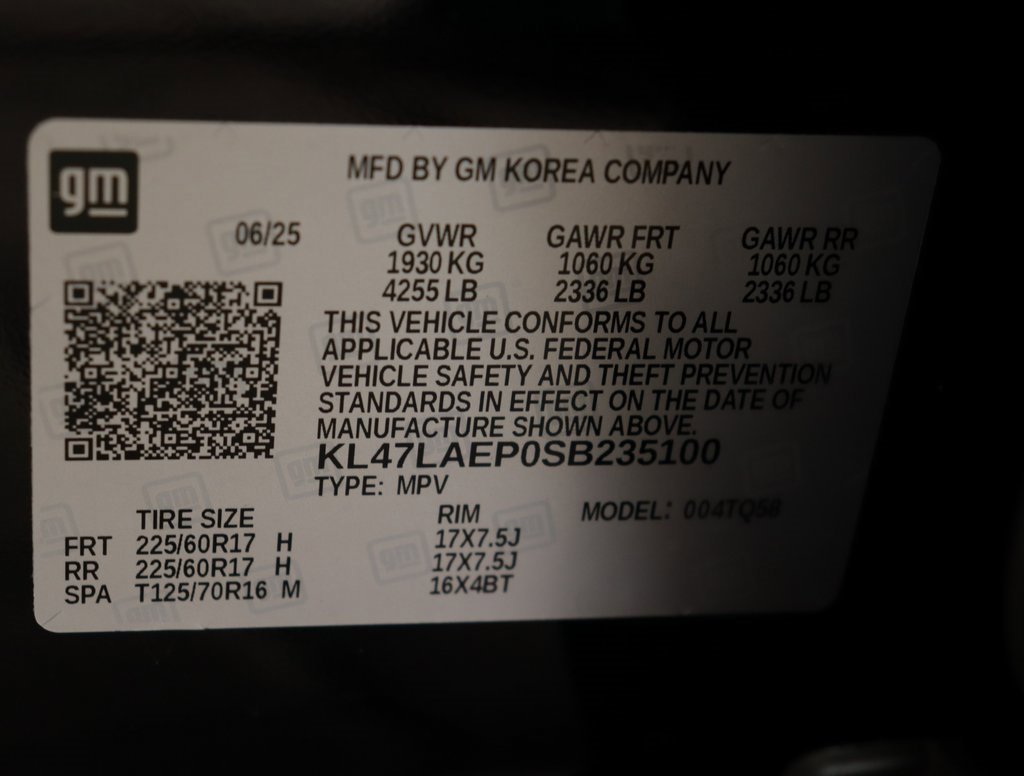 gm
MFD BY GM KOREA COMPANY
06/25 GVWR GAWR FRT GAWR RR
1930 KG 1060 KG 1060 KG
4255 LB 2336 LB 2336 LB
THIS VEHICLE CONFORMS TO ALL
APPLICABLE U.S. FEDERAL MOTOR
VEHICLE SAFETY AND THEFT PREVENTION
STANDARDS IN EFFECT ON THE DATE OF
MANUFACTURE SHOWN ABOVE.
KL47LAEP0SB235100
TYPE: MPV
TIRE SIZE RIM MODEL: 004TQ58
FRT 225/60R17 H 17X7.5J
RR 225/60R17 H 17X7.5J
SPA T125/70R16 M 16X4BT